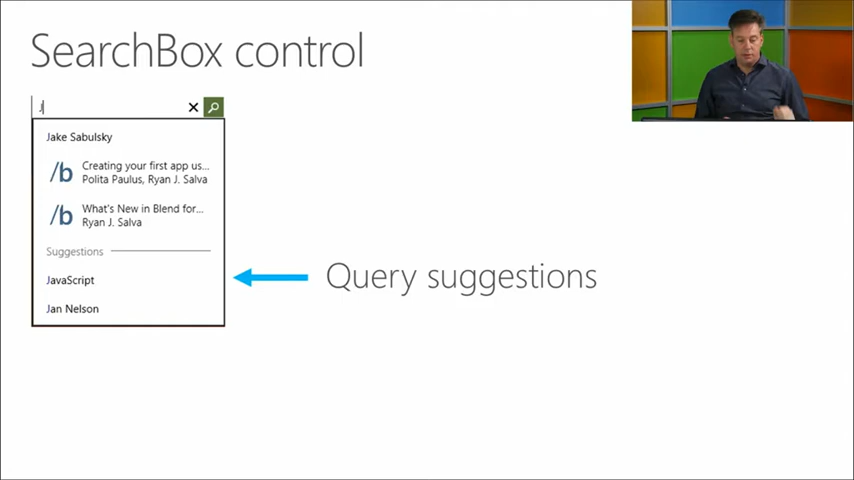 SearchBox control
J
Jake Sabulsky
/b
Creating your first app us...
Polita Paulus, Ryan J. Salva
/b
What's New in Blend for...
Ryan J. Salva
Suggestions
JavaScript
Query suggestions
Jan Nelson